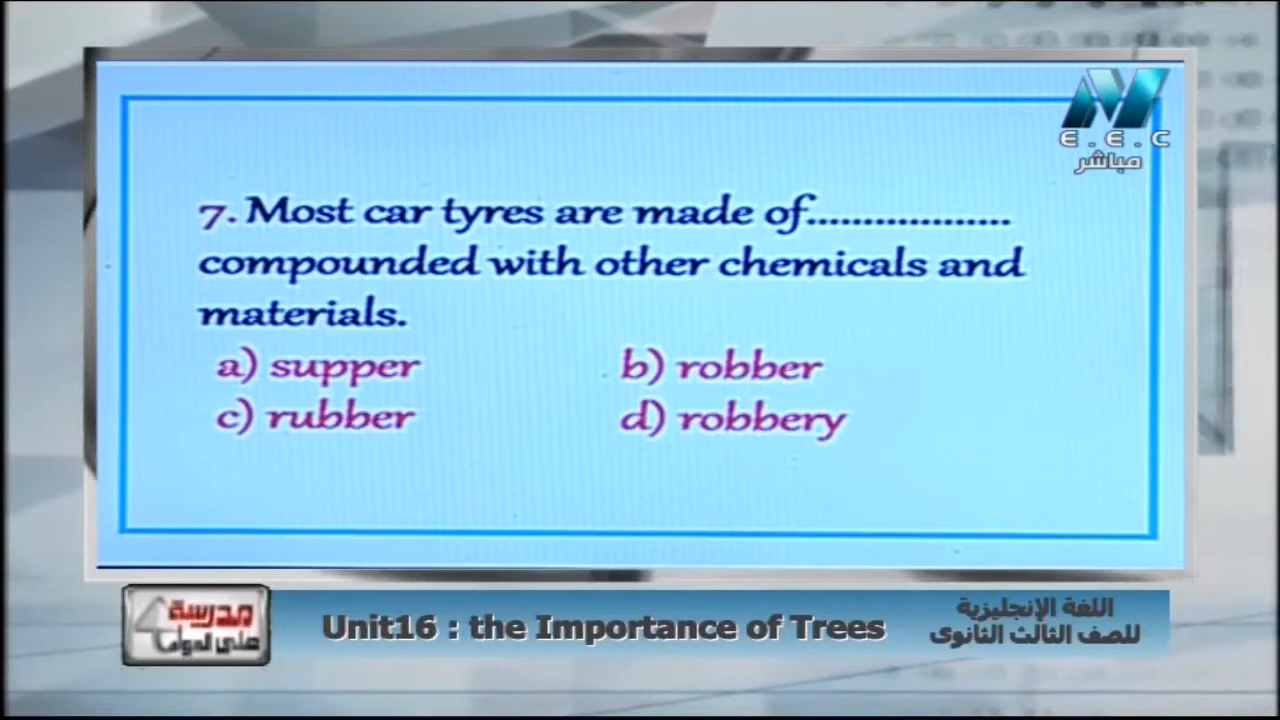 E.E.C
مباشر
7. Most car tyres are made of..................
compounded with other chemicals and
materials.
a) supper b) robber
c) rubber d) robbery
مدرسة
على الهواء
Unit16 : the Importance of Trees
اللغة الإنجليزية
للصف الثالث الثانوى